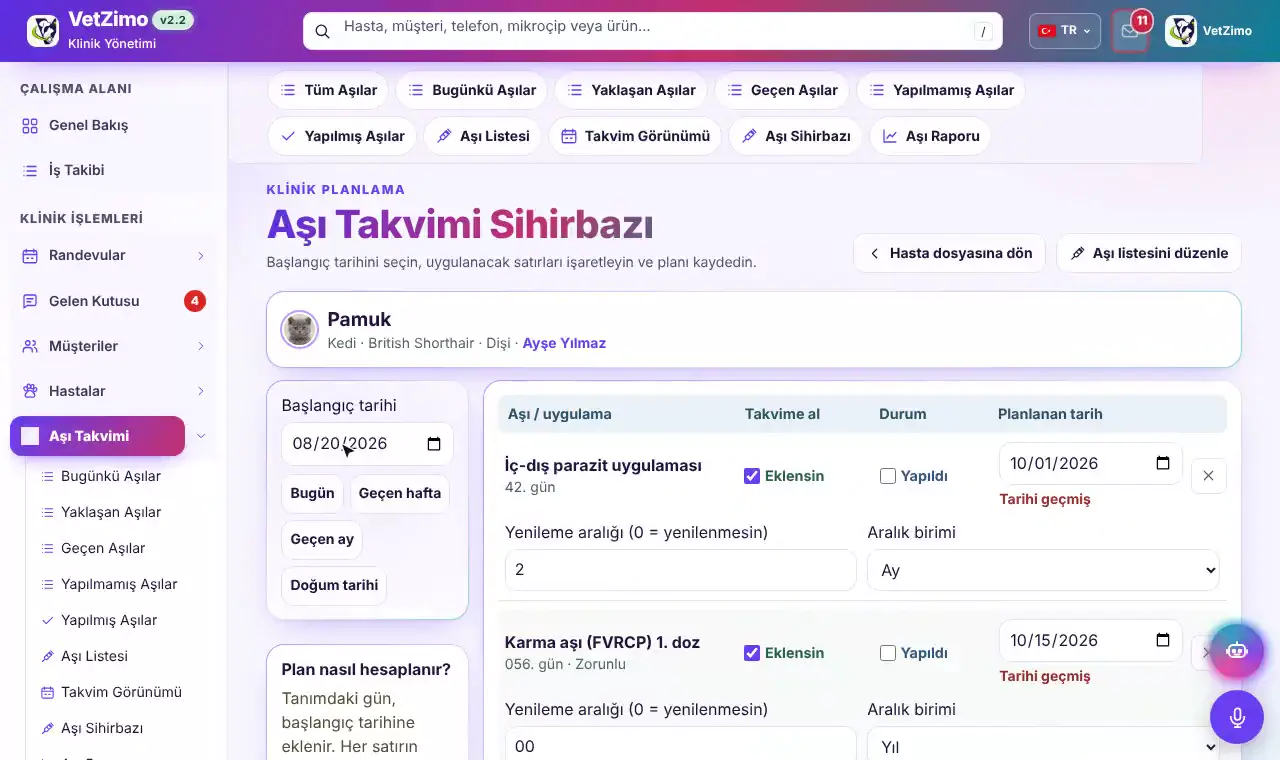 VetZimo v2.2
Klinik Yönetimi
Hasta, müşteri, telefon, mikroçip veya ürün...
/
TR
11
VetZimo
ÇALIŞMA ALANI
Genel Bakış
İş Takibi
KLİNİK İŞLEMLERİ
Randevular
Gelen Kutusu
4
Müşteriler
Hastalar
Aşı Takvimi
Bugünkü Aşılar
Yaklaşan Aşılar
Geçen Aşılar
Yapılmamış Aşılar
Yapılmış Aşılar
Aşı Listesi
Takvim Görünümü
Aşı Sihirbazı
Tüm Aşılar
Bugünkü Aşılar
Yaklaşan Aşılar
Geçen Aşılar
Yapılmamış Aşılar
Yapılmış Aşılar
Aşı Listesi
Takvim Görünümü
Aşı Sihirbazı
Aşı Raporu
KLİNİK PLANLAMA
Aşı Takvimi Sihirbazı
Başlangıç tarihini seçin, uygulanacak satırları işaretleyin ve planı kaydedin.
Hasta dosyasına dön
Aşı listesini düzenle
Pamuk
Kedi · British Shorthair · Dişi · Ayşe Yılmaz
Başlangıç tarihi
08/20/2026
Bugün
Geçen hafta
Geçen ay
Doğum tarihi
Plan nasıl hesaplanır?
Tanımdaki gün,
başlangıç tarihine
eklenir. Her satırın
Aşı / uygulama
Takvime al
Durum
Planlanan tarih
İç-dış parazit uygulaması
42. gün
Eklensin
Yapıldı
10/01/2026
Tarihi geçmiş
Yenileme aralığı (0 = yenilenmesin)
Aralık birimi
2
Ay
Karma aşı (FVRCP) 1. doz
056. gün · Zorunlu
Eklensin
Yapıldı
10/15/2026
Tarihi geçmiş
Yenileme aralığı (0 = yenilenmesin)
Aralık birimi
00
Yıl